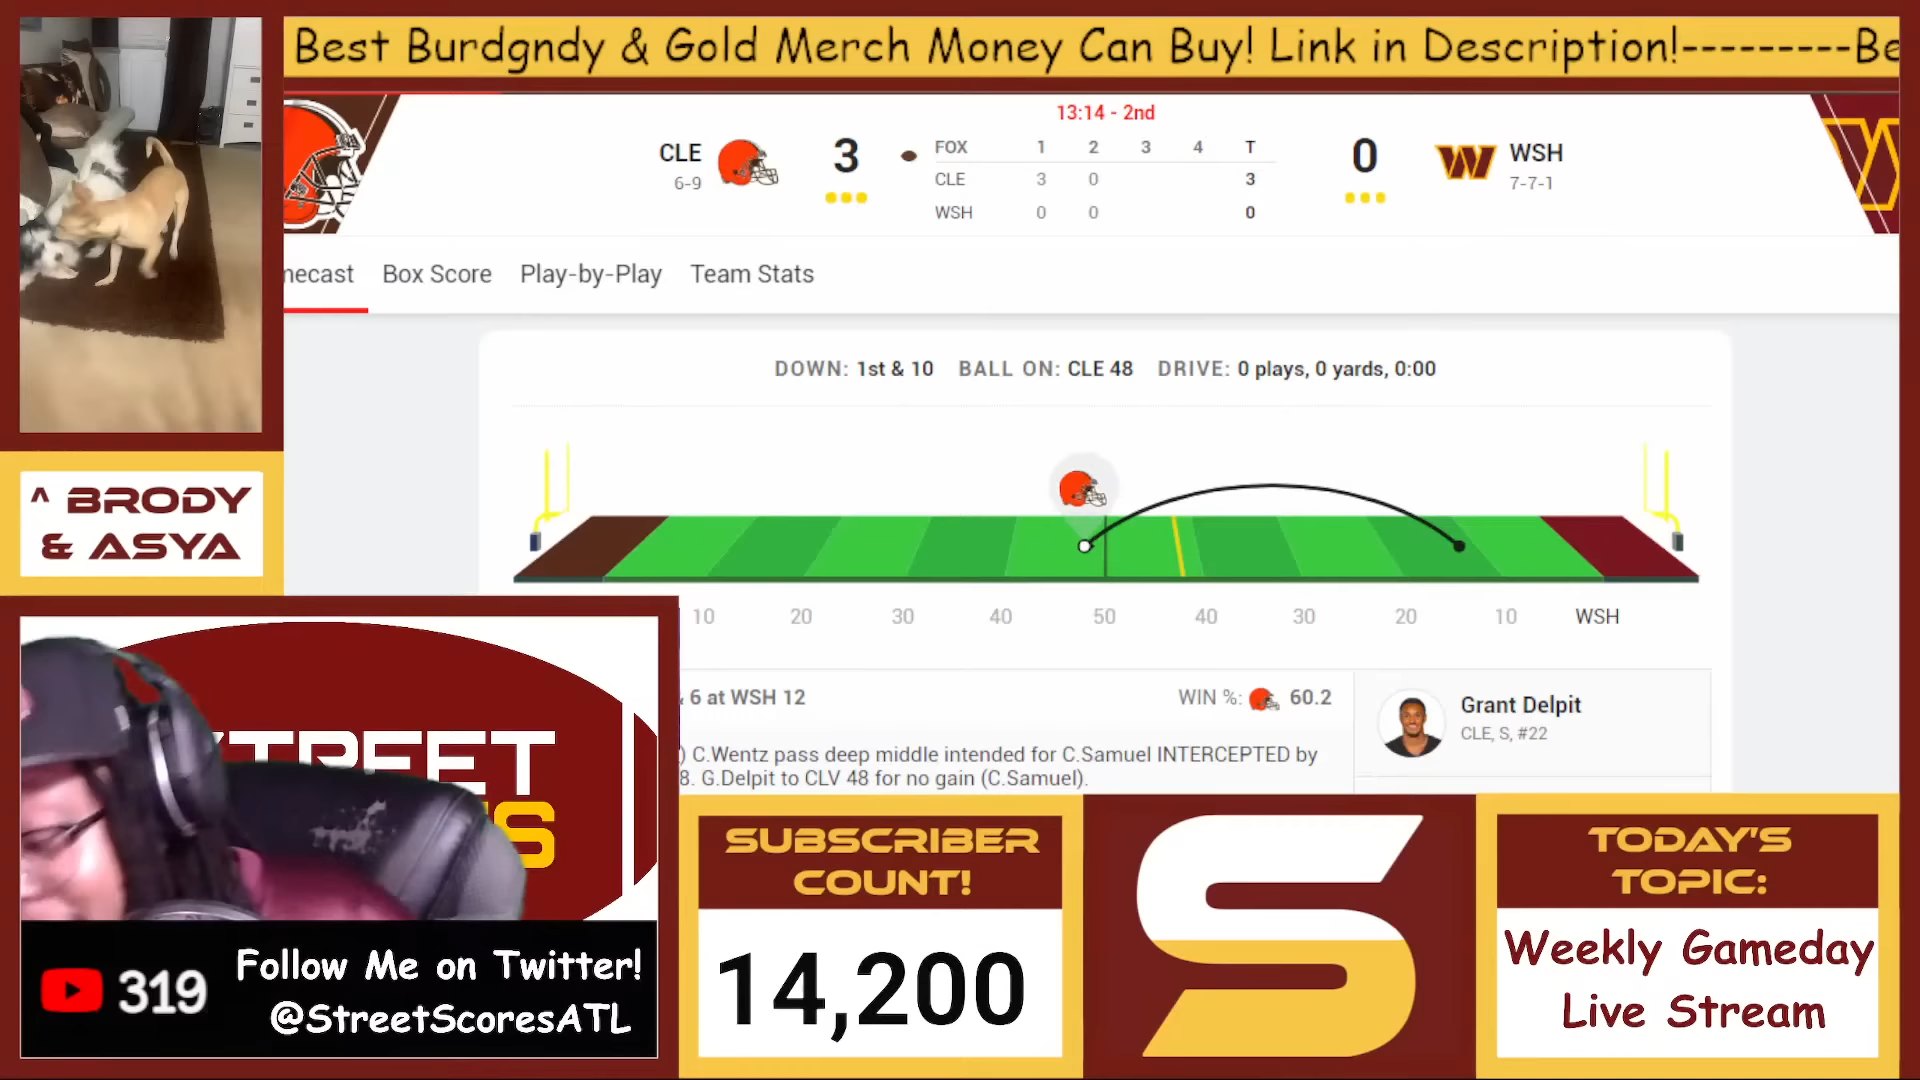 Best Burdgndy & Gold Merch Money Can Buy! Link in Description!---------Be
13:14 - 2nd
CLE
6-9
3
FOX 1 2 3 4 T
CLE 3 0 3
WSH 0 0 0
0
WSH
7-7-1
necast Box Score Play-by-Play Team Stats
DOWN: 1st & 10 BALL ON: CLE 48 DRIVE: 0 plays, 0 yards, 0:00
10 20 30 40 50 40 30 20 10 WSH
6 at WSH 12
WIN %: 60.2
) C.Wentz pass deep middle intended for C.Samuel INTERCEPTED by
8. G.Delpit to CLV 48 for no gain (C.Samuel).
Grant Delpit
CLE, S, #22
^ BRODY
& ASYA
STREET
319
Follow Me on Twitter!
@StreetScoresATL
SUBSCRIBER
COUNT!
14,200
S
TODAY'S
TOPIC:
Weekly Gameday
Live Stream